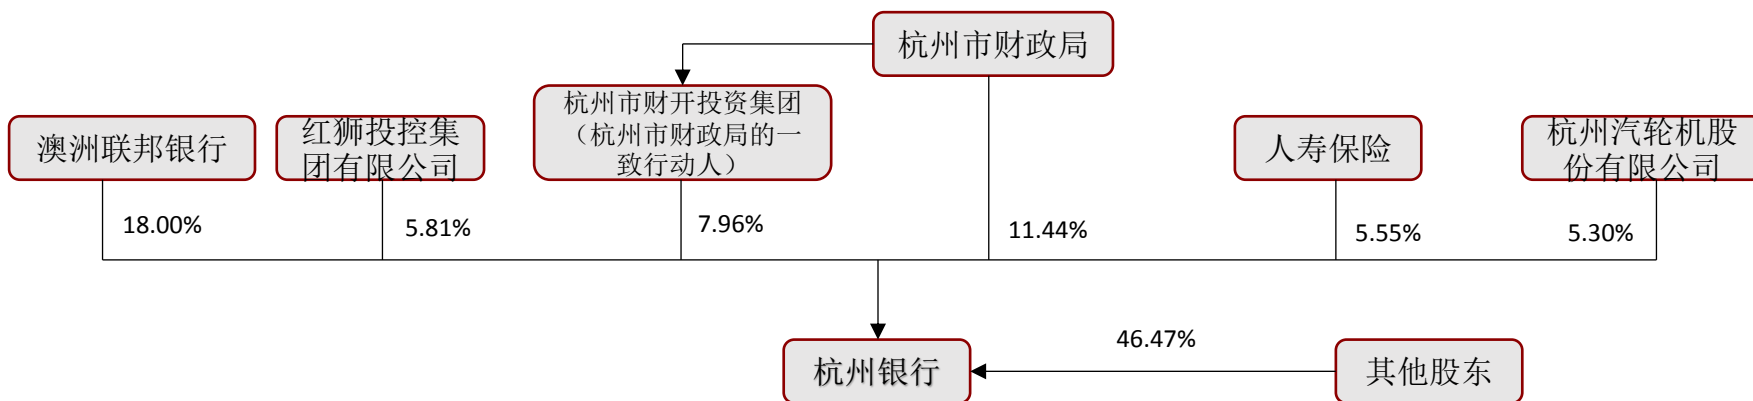 杭州市财政局
杭州市财开投资集团
（杭州市财政局的一
致行动人）
澳洲联邦银行
红狮投控集
团有限公司
人寿保险
杭州汽轮机股
份有限公司
18.00%
5.81%
7.96%
11.44%
5.55%
5.30%
46.47%
杭州银行
其他股东